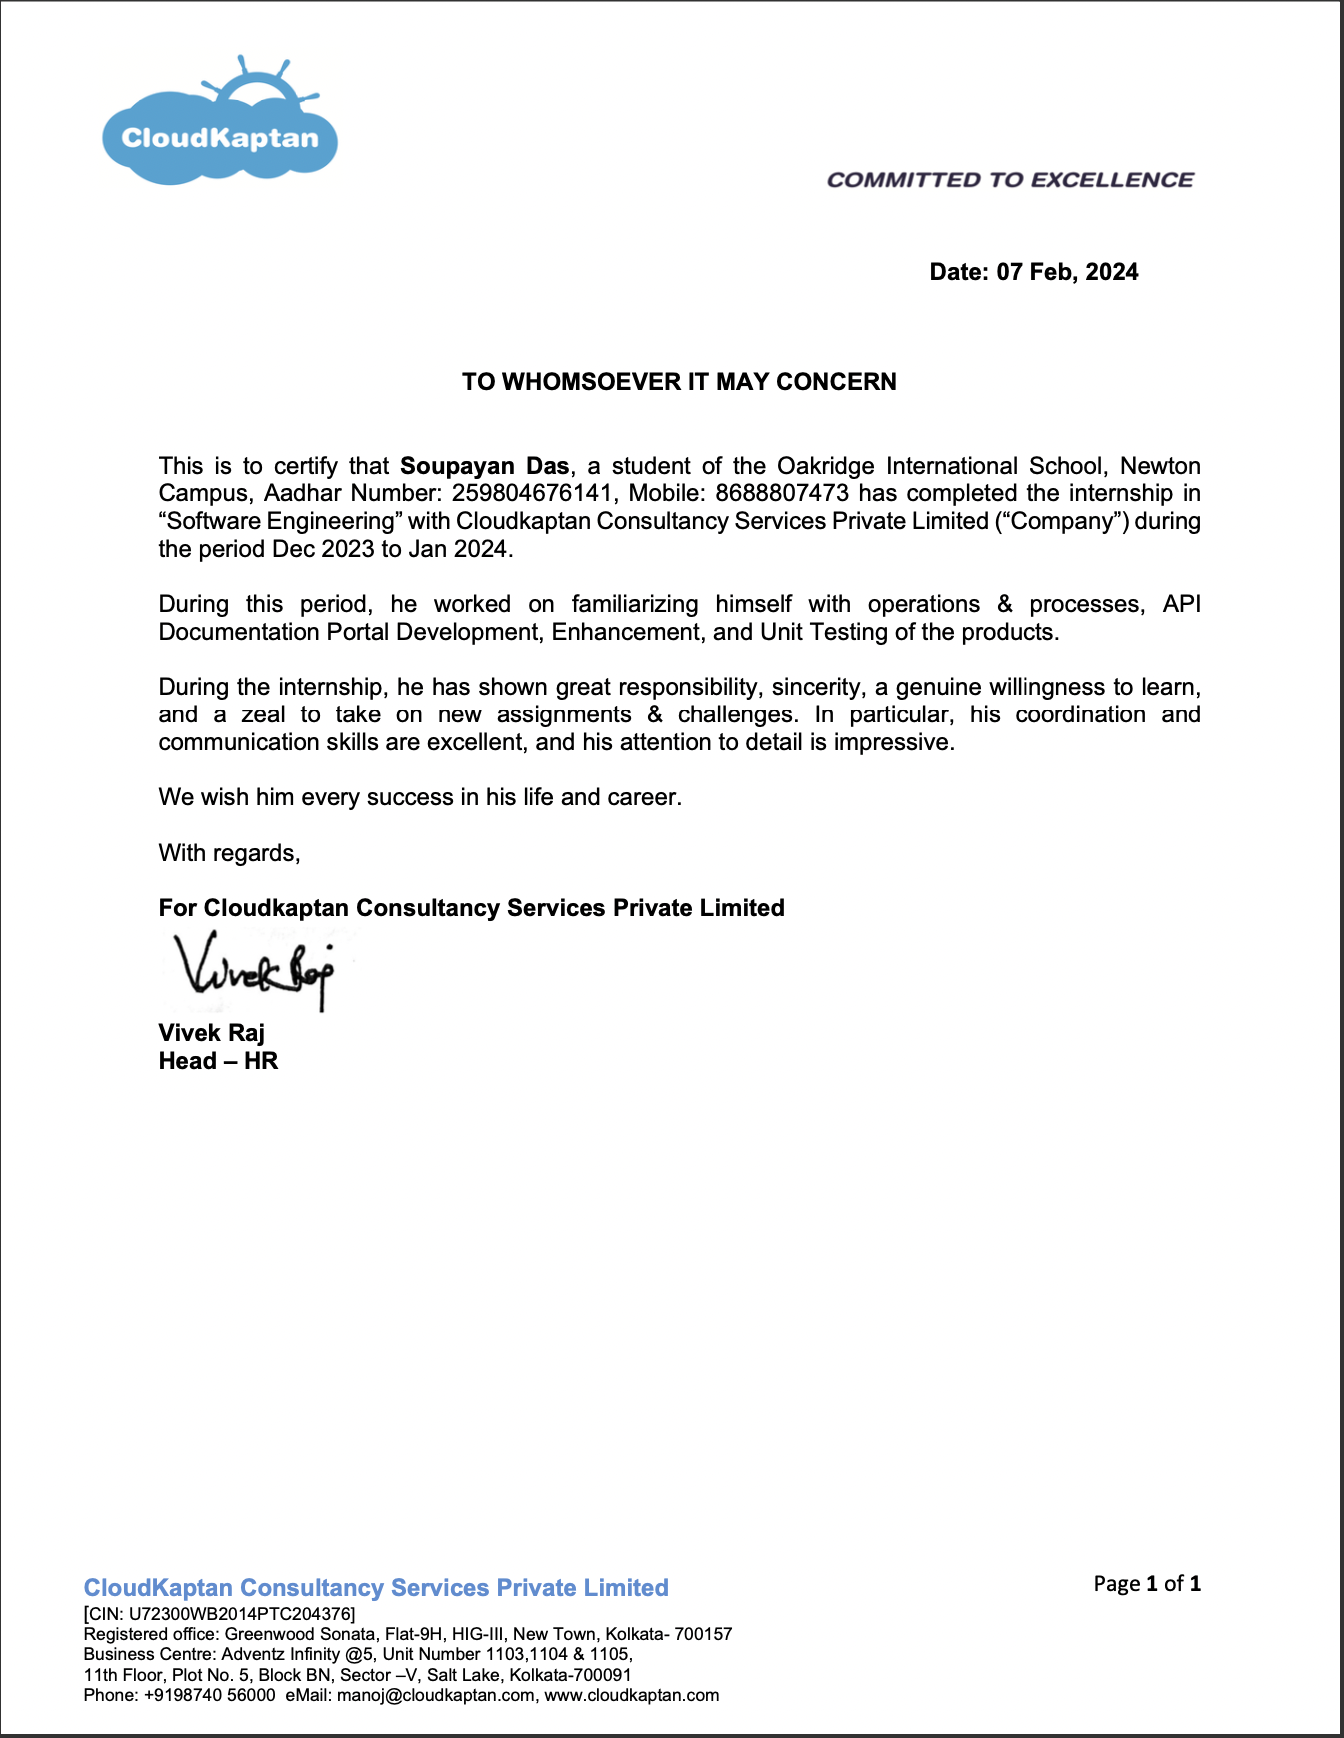 CloudKaptan
COMMITTED TO EXCELLENCE
Date: 07 Feb, 2024
TO WHOMSOEVER IT MAY CONCERN
This is to certify that Soupayan Das, a student of the Oakridge International School, Newton
Campus, Aadhar Number: 259804676141, Mobile: 8688807473 has completed the internship in
“Software Engineering” with Cloudkaptan Consultancy Services Private Limited (“Company”) during
the period Dec 2023 to Jan 2024.
During this period, he worked on familiarizing himself with operations & processes, API
Documentation Portal Development, Enhancement, and Unit Testing of the products.
During the internship, he has shown great responsibility, sincerity, a genuine willingness to learn,
and a zeal to take on new assignments & challenges. In particular, his coordination and
communication skills are excellent, and his attention to detail is impressive.
We wish him every success in his life and career.
With regards,
For Cloudkaptan Consultancy Services Private Limited
Vivek Raj
Vivek Raj
Head – HR
CloudKaptan Consultancy Services Private Limited
Page 1 of 1
[CIN: U72300WB2014PTC204376]
Registered office: Greenwood Sonata, Flat-9H, HIG-III, New Town, Kolkata- 700157
Business Centre: Adventz Infinity @5, Unit Number 1103,1104 & 1105,
11th Floor, Plot No. 5, Block BN, Sector –V, Salt Lake, Kolkata-700091
Phone: +9198740 56000 eMail: manoj@cloudkaptan.com, www.cloudkaptan.com